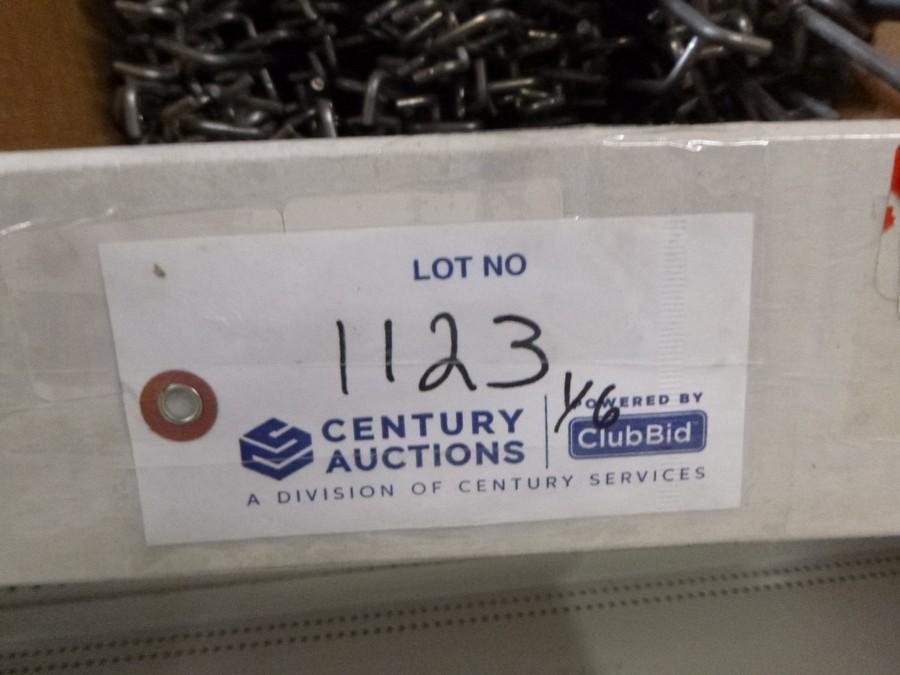 LOT NO
1123
1/6
CENTURY AUCTIONS
POWERED BY
ClubBid
A DIVISION OF CENTURY SERVICES